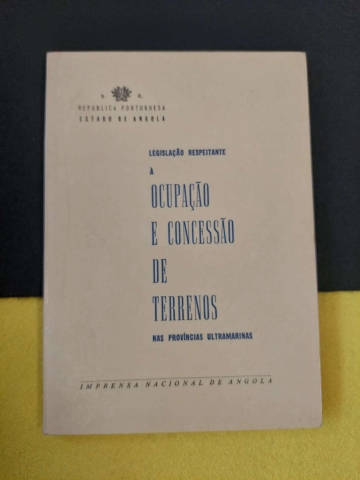 S. R.
REPÚBLICA PORTUGUESA
ESTADO DE ANGOLA
LEGISLAÇÃO RESPEITANTE
À
OCUPAÇÃO
E CONCESSÃO
DE
TERRENOS
NAS PROVÍNCIAS ULTRAMARINAS
IMPRENSA NACIONAL DE ANGOLA